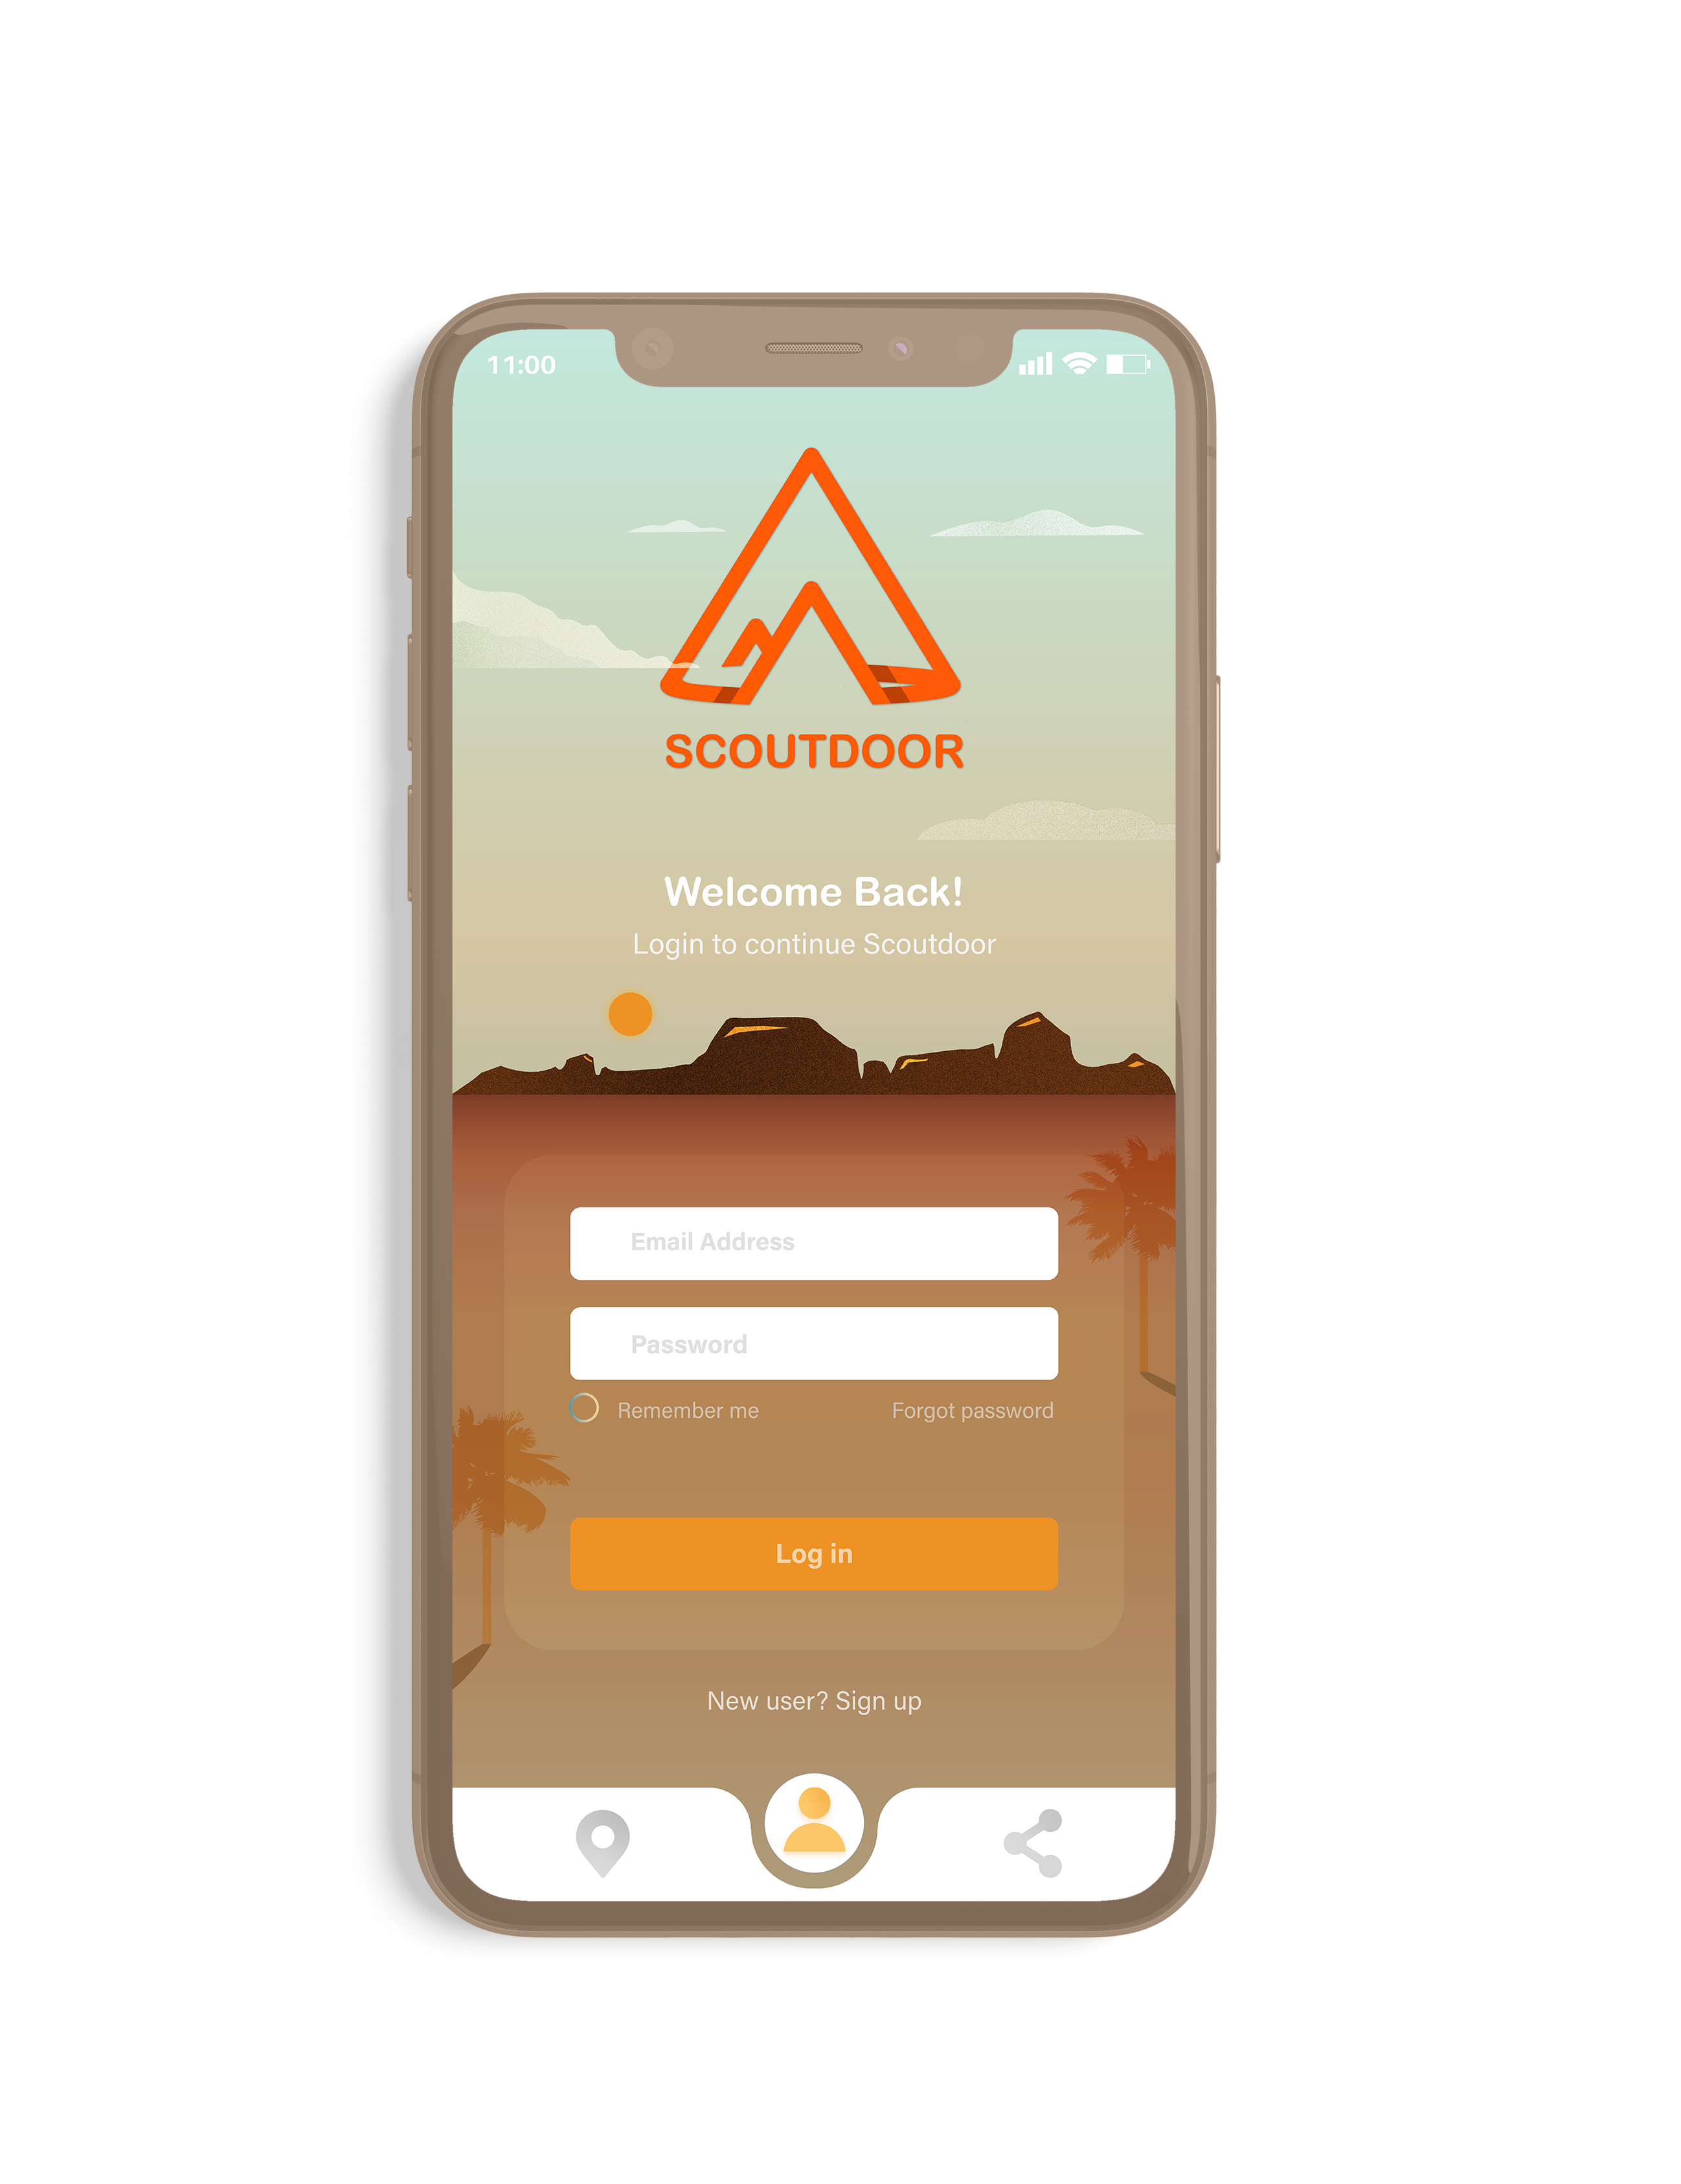 11:00
SCOUTDOOR
Welcome Back!
Login to continue Scoutdoor
Email Address
Password
Remember me
Forgot password
Log in
New user? Sign up